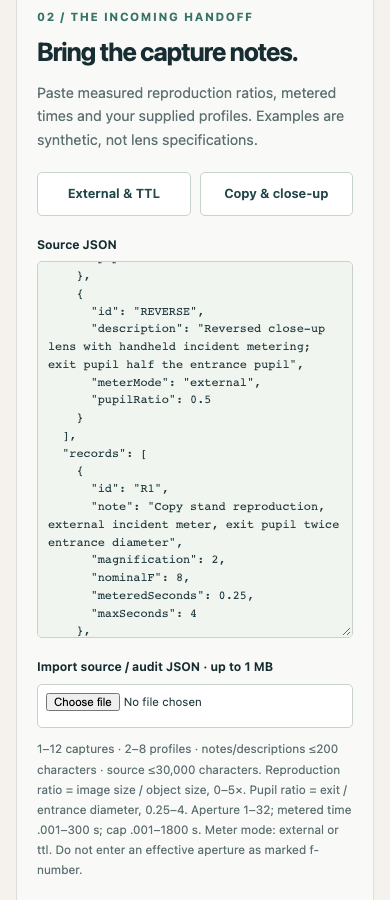 02 / THE INCOMING HANDOFF
Bring the capture notes.
Paste measured reproduction ratios, metered
times and your supplied profiles. Examples are
synthetic, not lens specifications.
External & TTL
Copy & close-up
Source JSON
},
{
"id": "REVERSE",
"description": "Reversed close-up
lens with handheld incident metering;
exit pupil half the entrance pupil",
"meterMode": "external",
"pupilRatio": 0.5
}
],
"records": [
{
"id": "R1",
"note": "Copy stand reproduction,
external incident meter, exit pupil twice
entrance diameter",
"magnification": 2,
"nominalF": 8,
"meteredSeconds": 0.25,
"maxSeconds": 4
},
Import source / audit JSON · up to 1 MB
Choose file No file chosen
1–12 captures · 2–8 profiles · notes/descriptions ≤200
characters · source ≤30,000 characters. Reproduction
ratio = image size / object size, 0–5×. Pupil ratio = exit /
entrance diameter, 0.25–4. Aperture 1–32; metered time
.001–300 s; cap .001–1800 s. Meter mode: external or
ttl. Do not enter an effective aperture as marked f-
number.